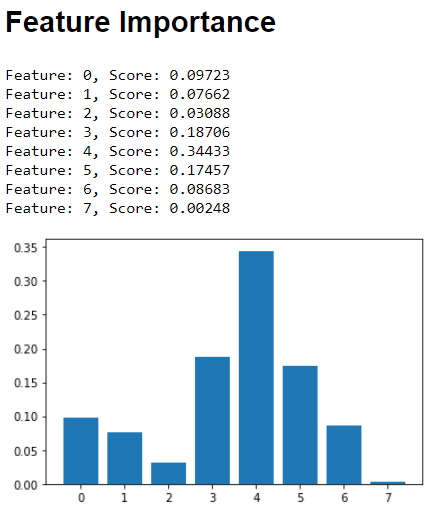 Feature Importance
Feature: 0, Score: 0.09723
Feature: 1, Score: 0.07662
Feature: 2, Score: 0.03088
Feature: 3, Score: 0.18706
Feature: 4, Score: 0.34433
Feature: 5, Score: 0.17457
Feature: 6, Score: 0.08683
Feature: 7, Score: 0.00248
0.35
0.30
0.25
0.20
0.15
0.10
0.05
0.00
0 1 2 3 4 5 6 7